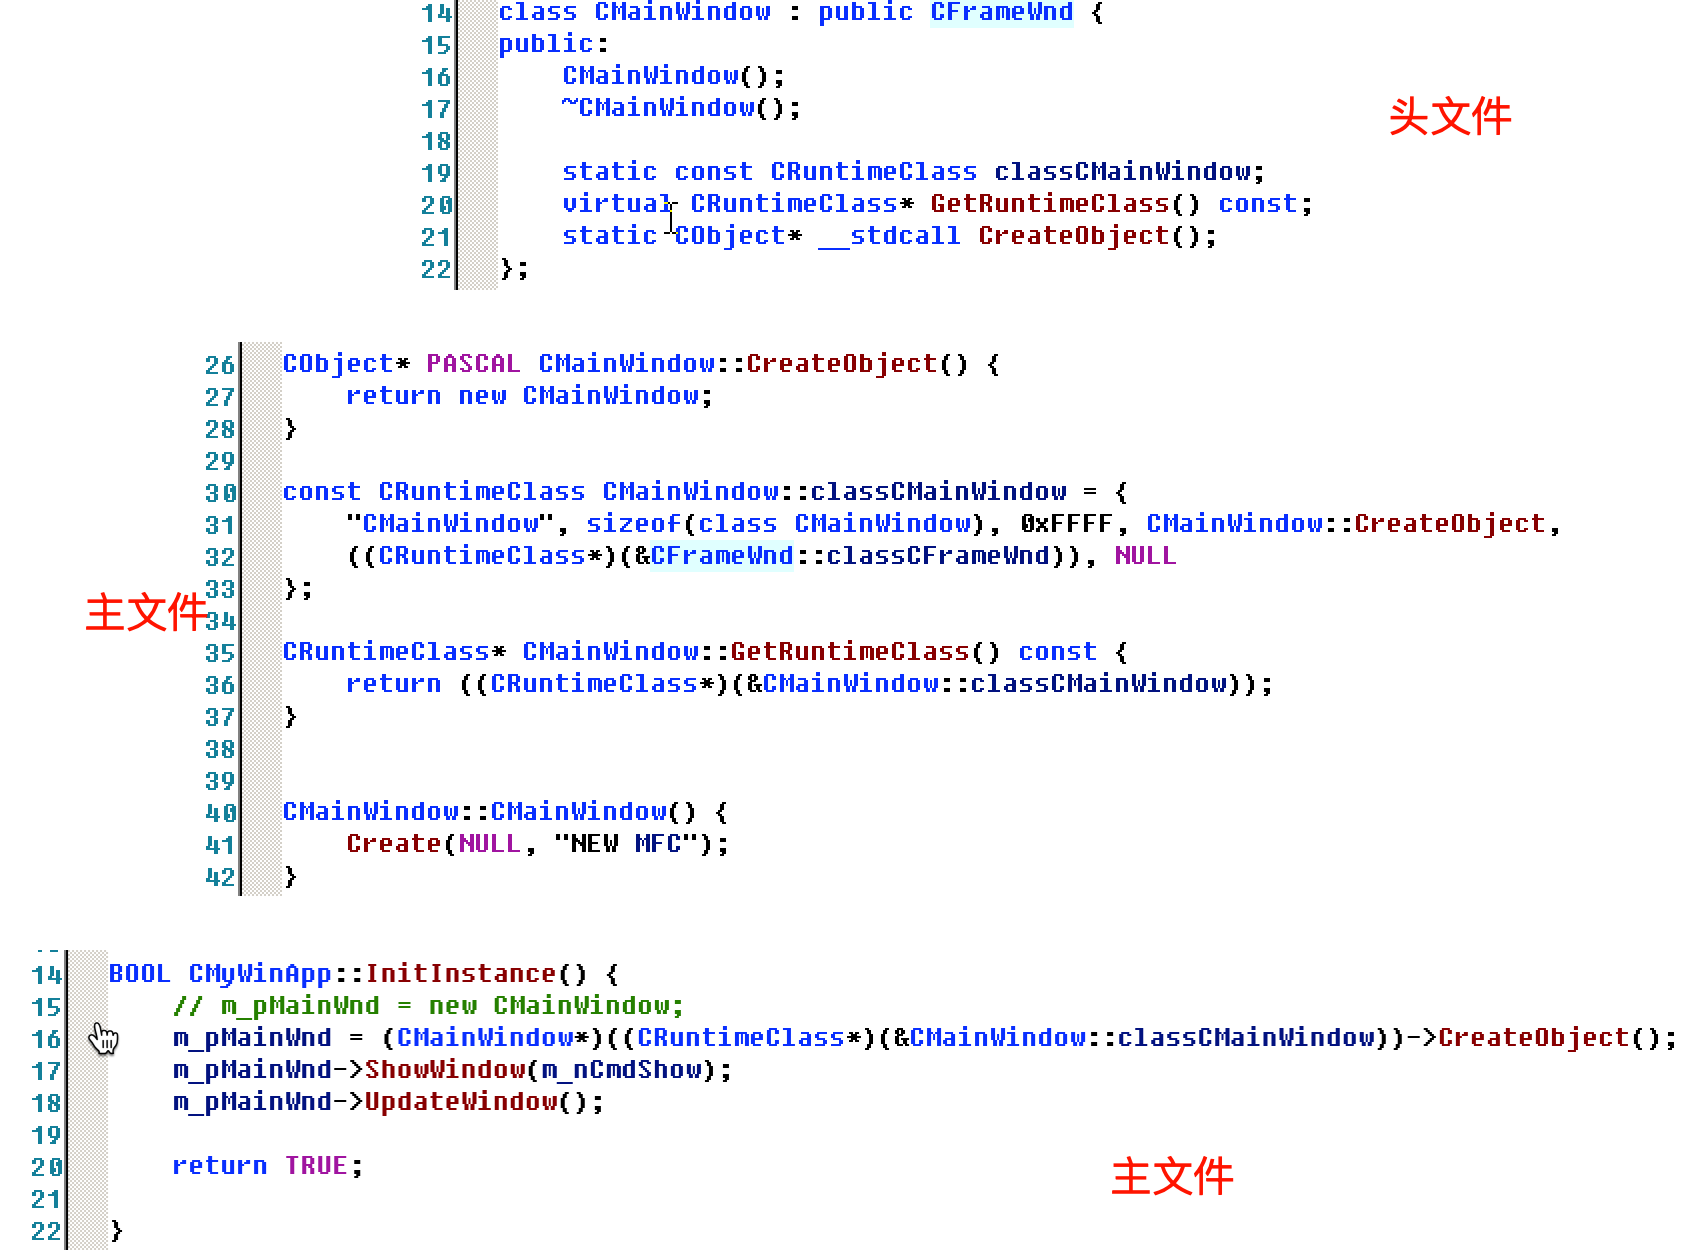 14 class CMainWindow : public CFrameWnd {
15 public:
16 CMainWindow();
17 ~CMainWindow();
头文件
18
19 static const CRuntimeClass classCMainWindow;
20 virtual CRuntimeClass* GetRuntimeClass() const;
21 static CObject* __stdcall CreateObject();
22 };
26 CObject* PASCAL CMainWindow::CreateObject() {
27 return new CMainWindow;
28 }
29
30 const CRuntimeClass CMainWindow::classCMainWindow = {
31 "CMainWindow", sizeof(class CMainWindow), 0xFFFF, CMainWindow::CreateObject,
32 ((CRuntimeClass*)(&CFrameWnd::classCFrameWnd)), NULL
33 };
主文件
34
35 CRuntimeClass* CMainWindow::GetRuntimeClass() const {
36 return ((CRuntimeClass*)(&CMainWindow::classCMainWindow));
37 }
38
39
40 CMainWindow::CMainWindow() {
41 Create(NULL, "NEW MFC");
42 }
14 BOOL CMyWinApp::InitInstance() {
15 // m_pMainWnd = new CMainWindow;
16 m_pMainWnd = (CMainWindow*)((CRuntimeClass*)(&CMainWindow::classCMainWindow))->CreateObject();
17 m_pMainWnd->ShowWindow(m_nCmdShow);
18 m_pMainWnd->UpdateWindow();
19
20 return TRUE;
主文件
21
22 }